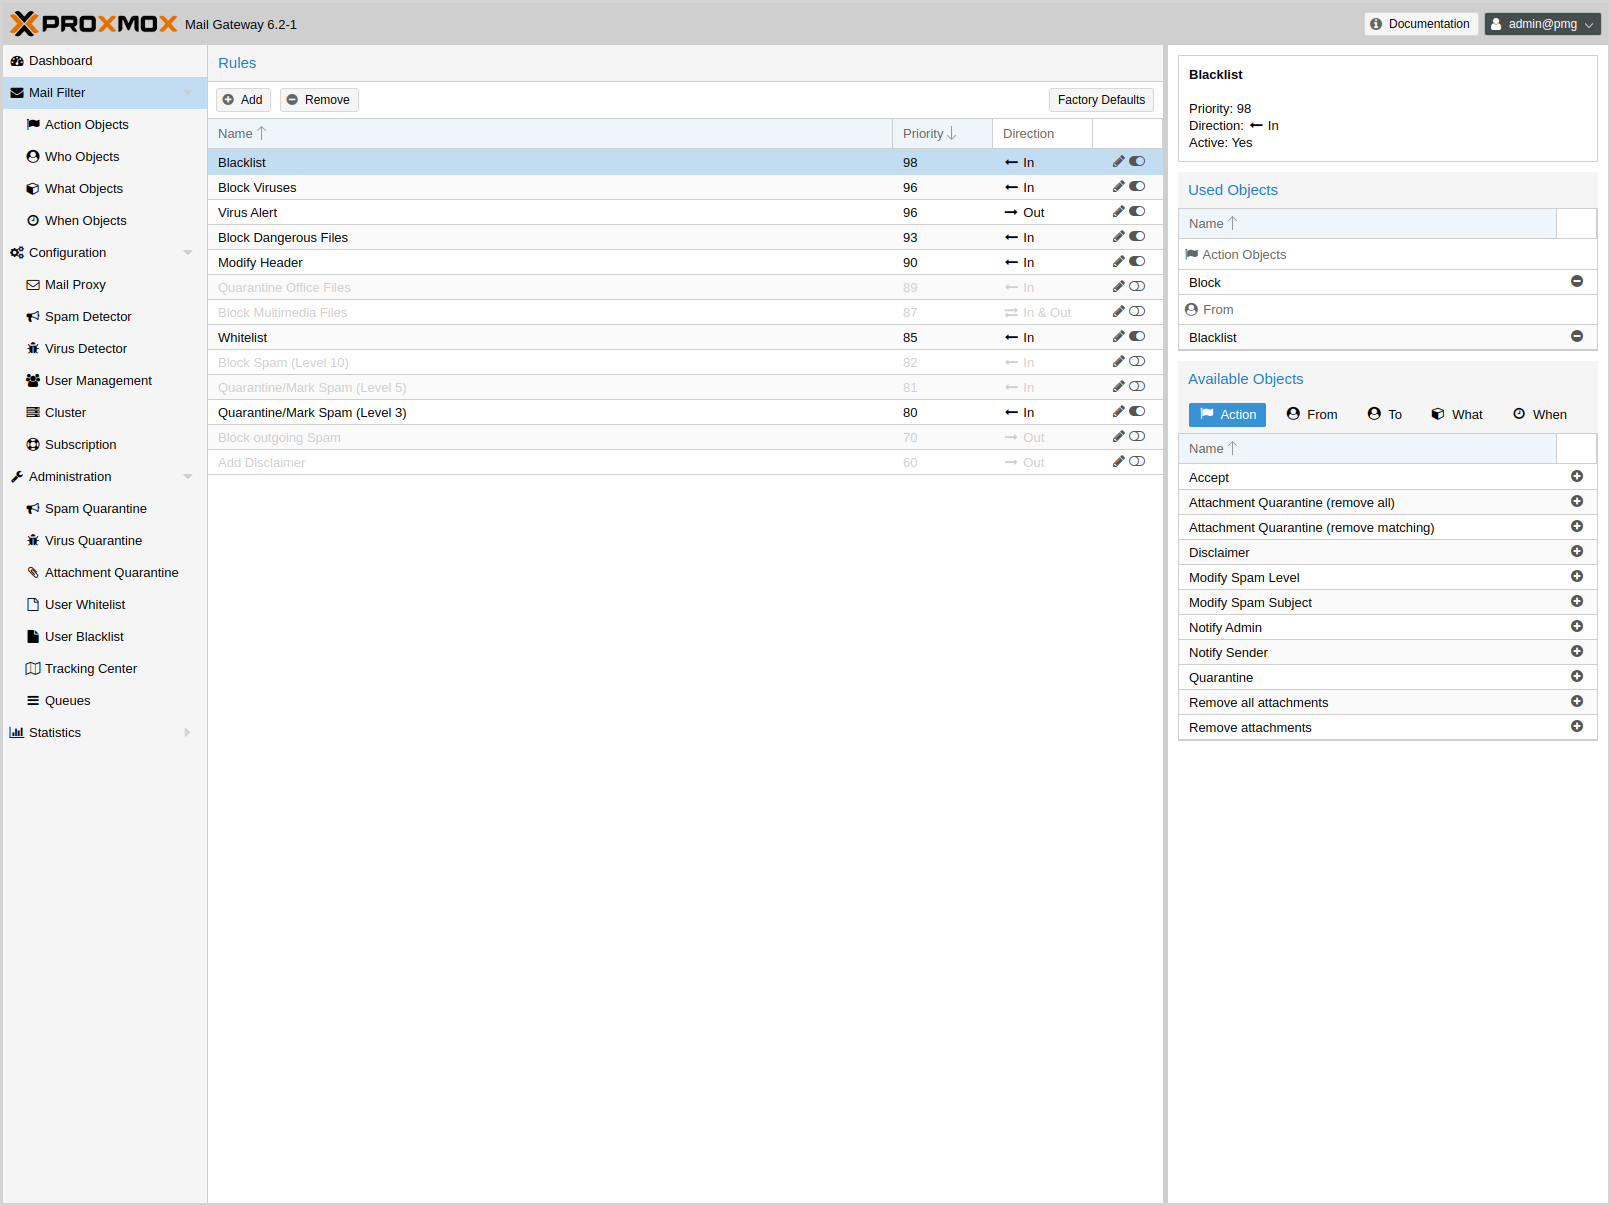 PROXMOX Mail Gateway 6.2-1
Documentation
admin@pmg
Dashboard
Mail Filter
Action Objects
Who Objects
What Objects
When Objects
Configuration
Mail Proxy
Spam Detector
Virus Detector
User Management
Cluster
Subscription
Administration
Spam Quarantine
Virus Quarantine
Attachment Quarantine
User Whitelist
User Blacklist
Tracking Center
Queues
Statistics
Rules
Add Remove Factory Defaults
Name Priority Direction
Blacklist 98 In
Block Viruses 96 In
Virus Alert 96 Out
Block Dangerous Files 93 In
Modify Header 90 In
Quarantine Office Files 89 In
Block Multimedia Files 87 In & Out
Whitelist 85 In
Block Spam (Level 10) 82 In
Quarantine/Mark Spam (Level 5) 81 In
Quarantine/Mark Spam (Level 3) 80 In
Block outgoing Spam 70 Out
Add Disclaimer 60 Out
Blacklist
Priority: 98
Direction: In
Active: Yes
Used Objects
Name
Action Objects
Block
From
Blacklist
Available Objects
Action From To What When
Name
Accept
Attachment Quarantine (remove all)
Attachment Quarantine (remove matching)
Disclaimer
Modify Spam Level
Modify Spam Subject
Notify Admin
Notify Sender
Quarantine
Remove all attachments
Remove attachments